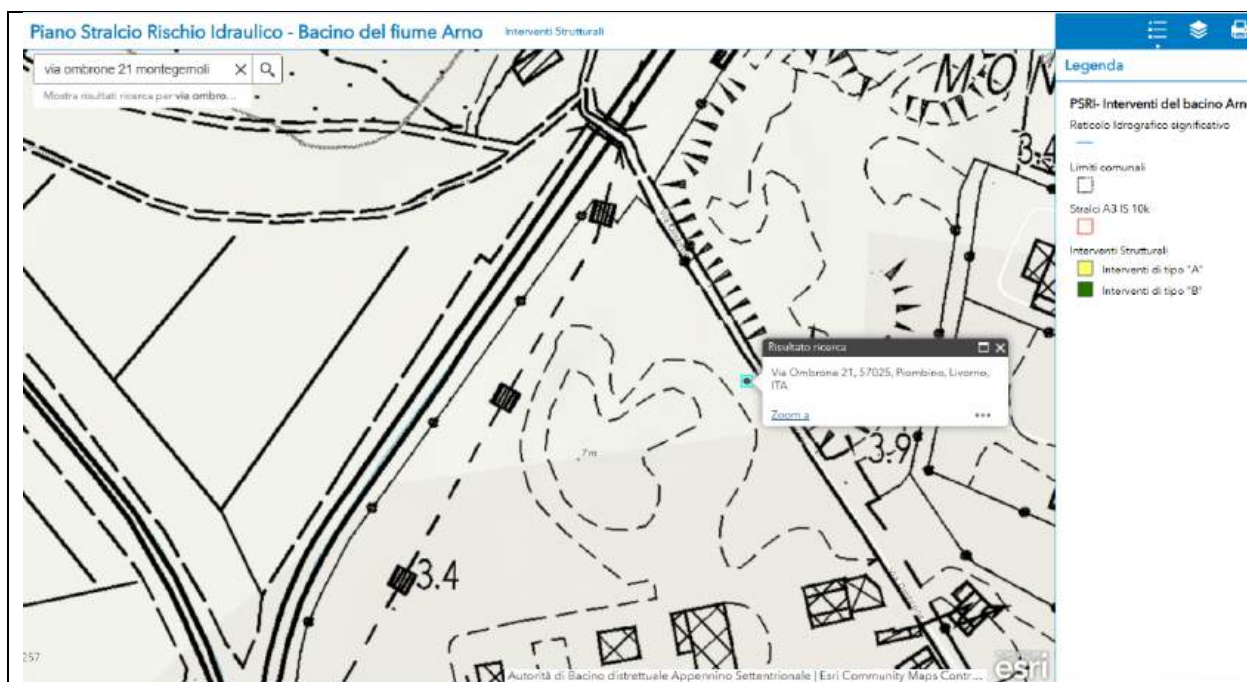 Piano Stralcio Rischio Idraulico - Bacino del fiume Arno
Interventi Strutturali
via ombrone 21 montegemoli
Mostra risultati ricerca per via ombro...
Legenda
PSRI- Interventi del bacino Arn
Reticolo Idrografico significativo
Limiti comunali
Stralci A3 IS 10k
Interventi Strutturali
Interventi di tipo "A"
Interventi di tipo "B"
MON
3.4
Risultato ricerca
Via Ombrone 21, 57025, Piombino, Livorno,
ITA
Zoom a
3.9
7m
3.4
257
Autorità di Bacino distrettuale Appennino Settentrionale | Esri Community Maps Contr...
esri